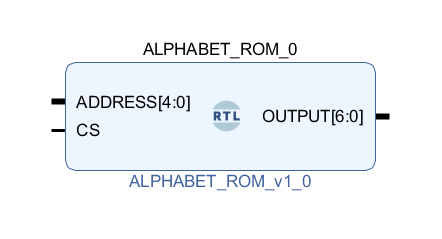 ALPHABET_ROM_0
ADDRESS[4:0]
CS
RTL
OUTPUT[6:0]
ALPHABET_ROM_v1_0